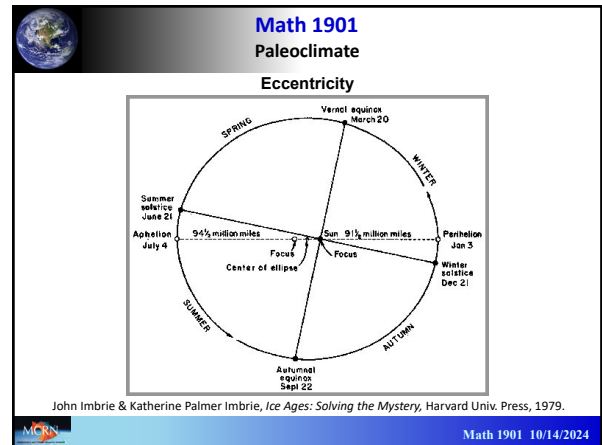 Math 1901
Paleoclimate
Eccentricity
Vernal equinox
March 20
SPRING
WINTER
Summer
solstice
June 21
Aphelion
July 4
94½ million miles
Sun
91½ million miles
Perihelion
Jan 3
Focus
Focus
Center of ellipse
Winter
solstice
Dec 21
SUMMER
AUTUMN
Autumnal
equinox
Sept 22
John Imbrie & Katherine Palmer Imbrie, Ice Ages: Solving the Mystery, Harvard Univ. Press, 1979.
MCRN
Math 1901 10/14/2024